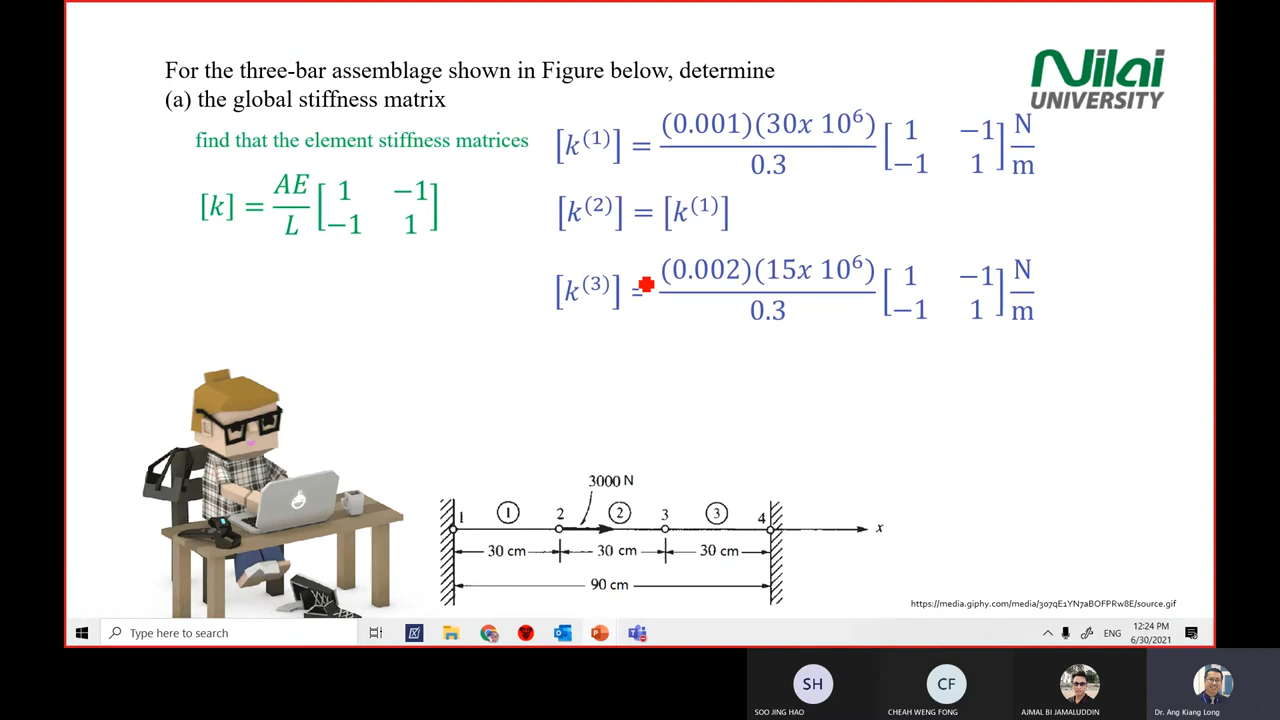 For the three-bar assemblage shown in Figure below, determine
(a) the global stiffness matrix
Nilai
UNIVERSITY
find that the element stiffness matrices
[k] = AE/L [1 −1; −1 1]
[k^(1)] = (0.001)(30x 10^6)/0.3 [1 −1; −1 1] N/m
[k^(2)] = [k^(1)]
[k^(3)] = (0.002)(15x 10^6)/0.3 [1 −1; −1 1] N/m
3000 N
1 ① 2 ② 3 ③ 4 x
30 cm 30 cm 30 cm
90 cm
https://media.giphy.com/media/307qE1YN7aBOFPRw8E/source.gif
Type here to search
ENG
12:24 PM
6/30/2021
SH
CF
SOO JING HAO
CHEAH WENG FONG
AJMAL BI JAMALUDDIN
Dr. Ang Kiang Long